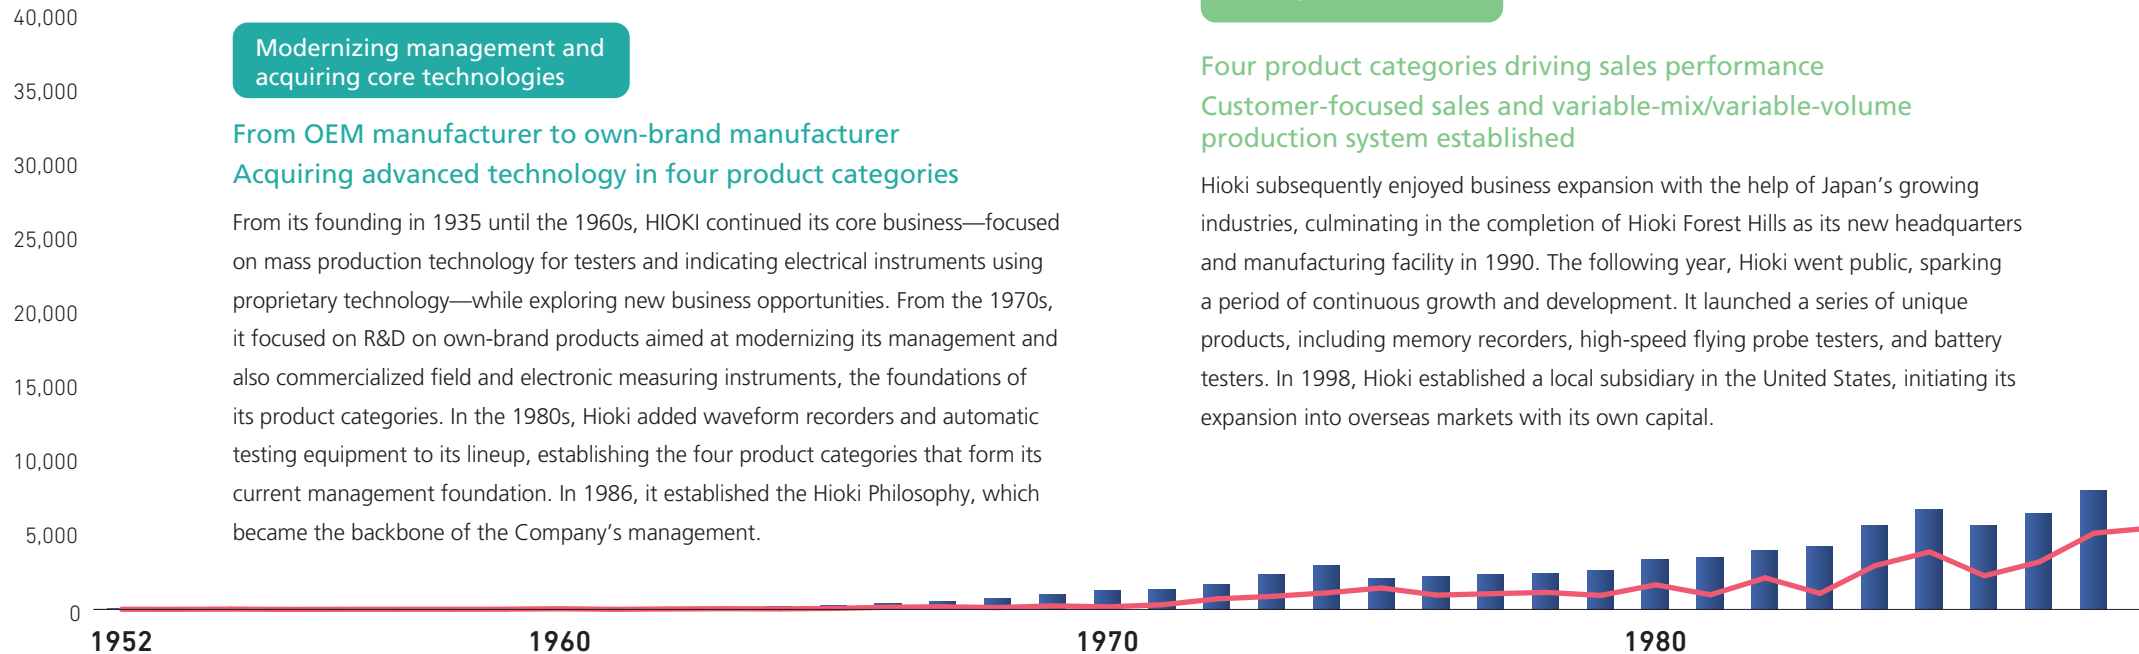 40,000
35,000
30,000
25,000
20,000
15,000
10,000
5,000
0
Modernizing management and
acquiring core technologies
From OEM manufacturer to own-brand manufacturer
Acquiring advanced technology in four product categories
From its founding in 1935 until the 1960s, HIOKI continued its core business—focused
on mass production technology for testers and indicating electrical instruments using
proprietary technology—while exploring new business opportunities. From the 1970s,
it focused on R&D on own-brand products aimed at modernizing its management and
also commercialized field and electronic measuring instruments, the foundations of
its product categories. In the 1980s, Hioki added waveform recorders and automatic
testing equipment to its lineup, establishing the four product categories that form its
current management foundation. In 1986, it established the Hioki Philosophy, which
became the backbone of the Company’s management.
Four product categories driving sales performance
Customer-focused sales and variable-mix/variable-volume
production system established
Hioki subsequently enjoyed business expansion with the help of Japan’s growing
industries, culminating in the completion of Hioki Forest Hills as its new headquarters
and manufacturing facility in 1990. The following year, Hioki went public, sparking
a period of continuous growth and development. It launched a series of unique
products, including memory recorders, high-speed flying probe testers, and battery
testers. In 1998, Hioki established a local subsidiary in the United States, initiating its
expansion into overseas markets with its own capital.
1952
1960
1970
1980